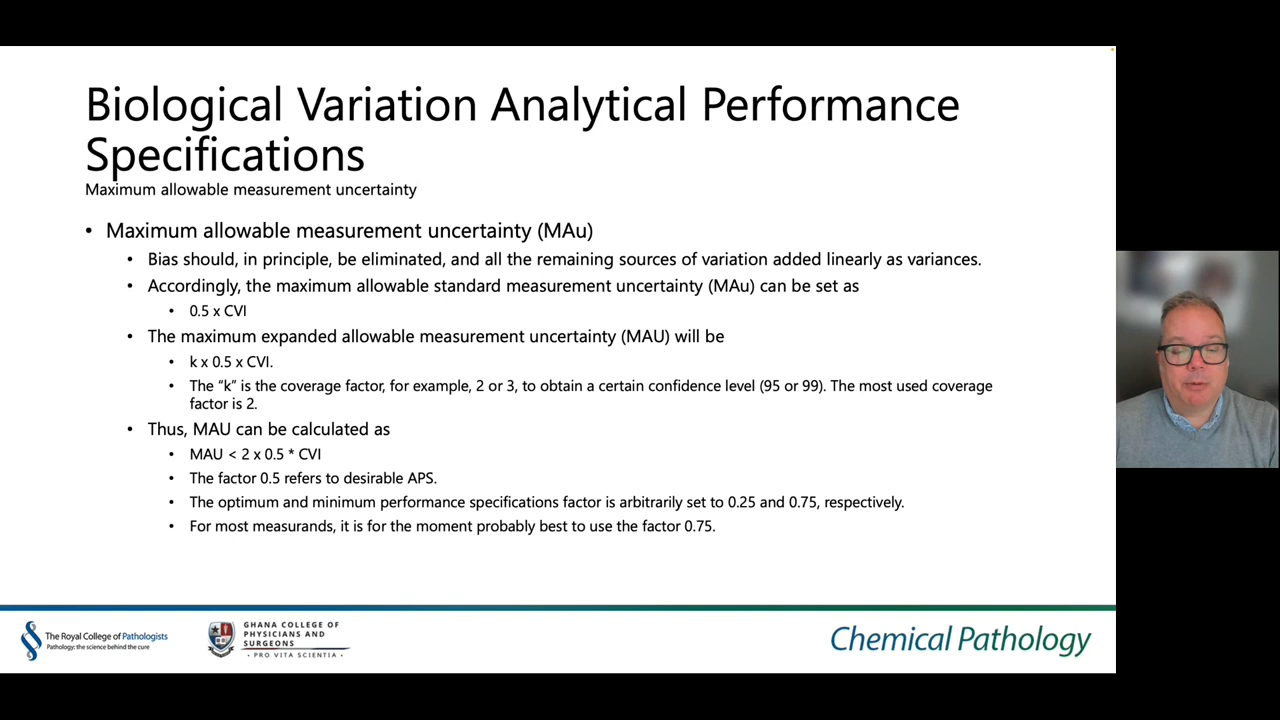 Biological Variation Analytical Performance
Specifications
Maximum allowable measurement uncertainty
• Maximum allowable measurement uncertainty (MAu)
• Bias should, in principle, be eliminated, and all the remaining sources of variation added linearly as variances.
• Accordingly, the maximum allowable standard measurement uncertainty (MAu) can be set as
• 0.5 x CVI
• The maximum expanded allowable measurement uncertainty (MAU) will be
• k x 0.5 x CVI.
• The “k” is the coverage factor, for example, 2 or 3, to obtain a certain confidence level (95 or 99). The most used coverage
factor is 2.
• Thus, MAU can be calculated as
• MAU < 2 x 0.5 * CVI
• The factor 0.5 refers to desirable APS.
• The optimum and minimum performance specifications factor is arbitrarily set to 0.25 and 0.75, respectively.
• For most measurands, it is for the moment probably best to use the factor 0.75.
The Royal College of Pathologists
Pathology: the science behind the cure
GHANA COLLEGE OF
PHYSICIANS AND
SURGEONS
• PRO VITA SCIENTIA •
Chemical Pathology